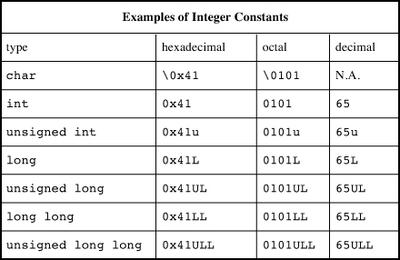 Examples of Integer Constants
type hexadecimal octal decimal
char \0x41 \0101 N.A.
int 0x41 0101 65
unsigned int 0x41u 0101u 65u
long 0x41L 0101L 65L
unsigned long 0x41UL 0101UL 65UL
long long 0x41LL 0101LL 65LL
unsigned long long 0x41ULL 0101ULL 65ULL